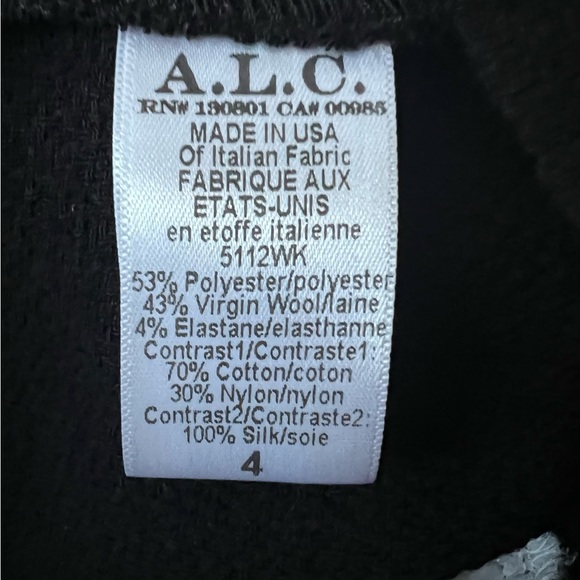 A.L.C.
RN# 130801 CA# 00985
MADE IN USA
Of Italian Fabric
FABRIQUE AUX
ETATS-UNIS
en etoffe italienne
5112WK
53% Polyester/polyester
43% Virgin Wool/laine
4% Elastane/elasthanne
Contrast1/Contraste1:
70% Cotton/coton
30% Nylon/nylon
Contrast2/Contraste2:
100% Silk/soie
4